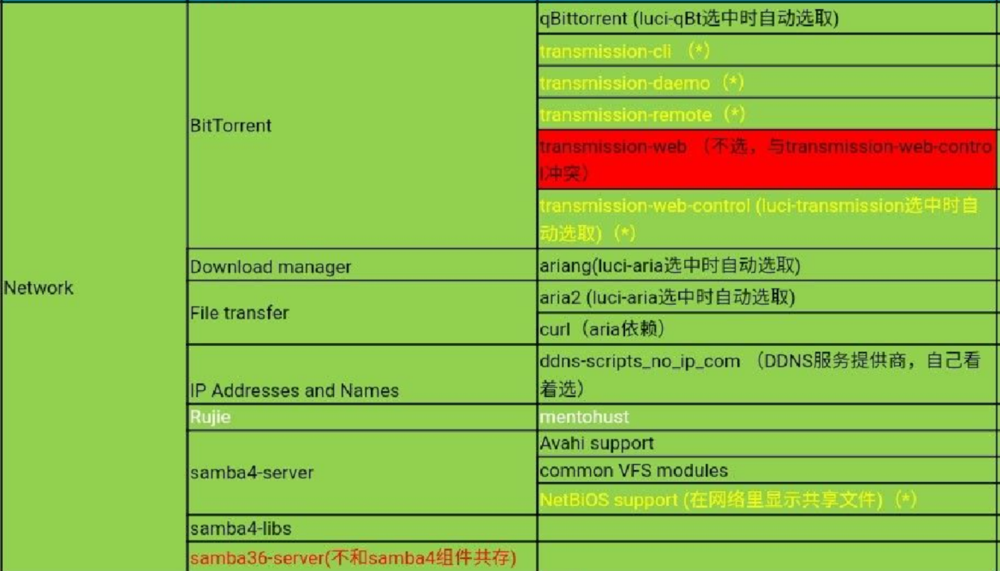 Network
BitTorrent
qBittorrent (luci-qBt选中时自动选取)
transmission-cli （*）
transmission-daemo（*）
transmission-remote（*）
transmission-web （不选，与transmission-web-contro
l冲突）
transmission-web-control (luci-transmission选中时自
动选取)（*）
Download manager
ariang(luci-aria选中时自动选取)
File transfer
aria2 (luci-aria选中时自动选取)
curl（aria依赖）
IP Addresses and Names
ddns-scripts_no_ip_com （DDNS服务提供商，自己看
着选）
Rujie
mentohust
samba4-server
Avahi support
common VFS modules
NetBiOS support (在网络里显示共享文件)（*）
samba4-libs
samba36-server(不和samba4组件共存)